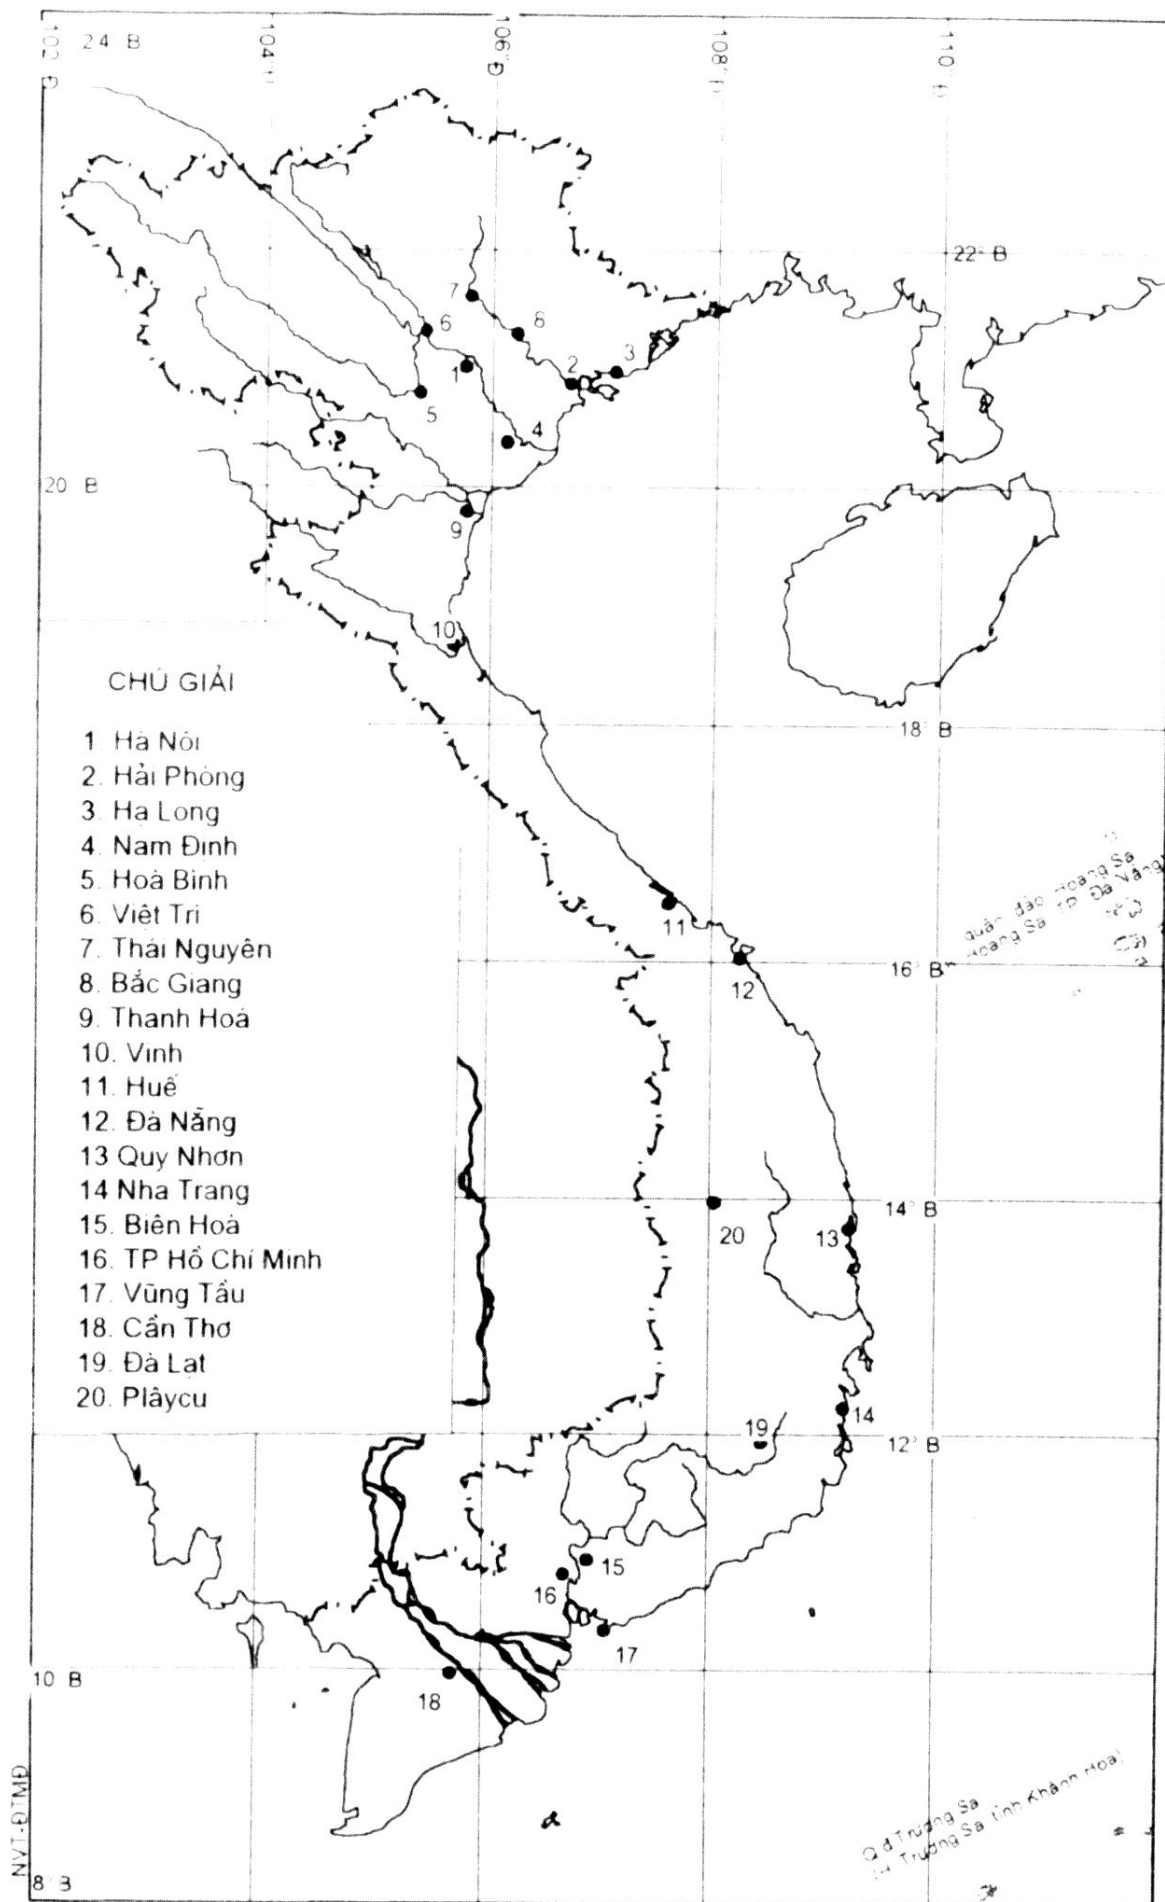 102°Đ
24° B
104°Đ
106°Đ
108°Đ
110°Đ
22° B
7
6
8
1
2
3
5
4
20° B
9
10
CHÚ GIẢI
18° B
1. Hà Nôi
2. Hải Phòng
3. Hạ Long
4. Nam Định
5. Hoà Bình
6. Việt Trì
7. Thái Nguyên
8. Bắc Giang
9. Thanh Hoá
10. Vinh
11. Huế
12. Đà Nẵng
13 Quy Nhơn
14 Nha Trang
15. Biên Hoà
16. TP Hồ Chí Minh
17. Vũng Tầu
18. Cần Thơ
19. Đà Lạt
20. Plâycu
11
quần đảo Hoàng Sa
Hoàng Sa TP Đà Nẵng)
16° B
12
14° B
20
13
14
19
12° B
15
16
17
10° B
18
Q đ Trường Sa
Trường Sa tỉnh Khánh Hoà)
NVT-ĐTMĐ
8° B